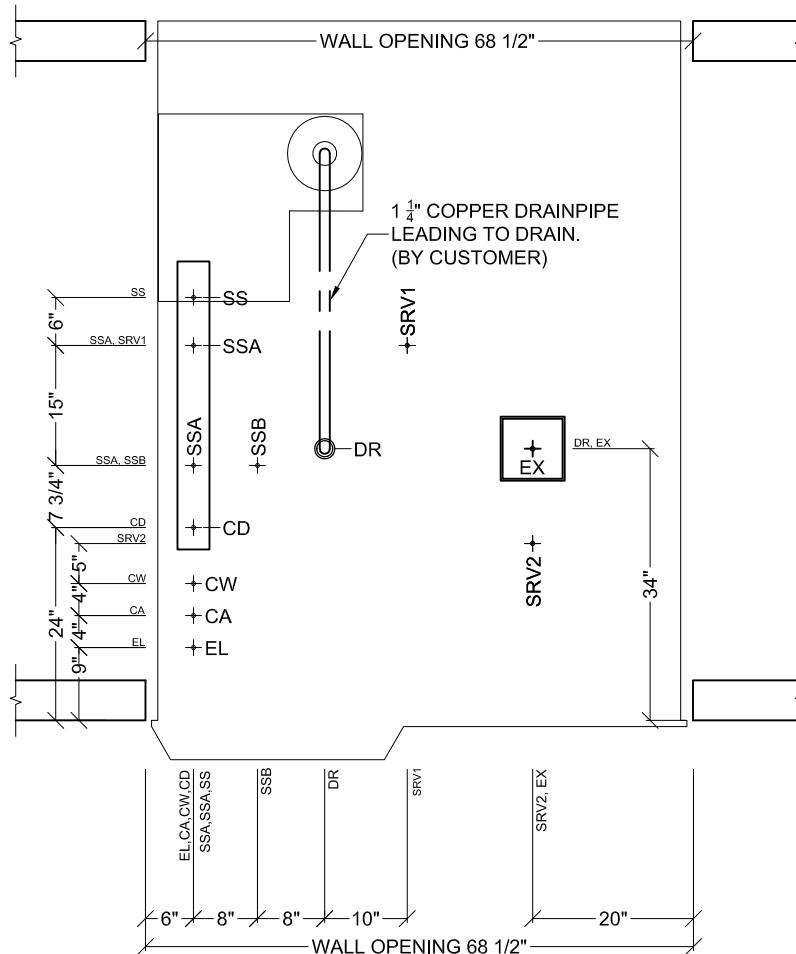 WALL OPENING 68 1/2"
1 1/4" COPPER DRAINPIPE
LEADING TO DRAIN.
(BY CUSTOMER)
SS
SS
6"
SSA, SRV1
SSA
SRV1
15"
SSA, SSB
SSA
SSB
DR
EX
DR, EX
7 3/4"
CD
CD
SRV2
SRV2
5"
CW
CW
4"
CA
CA
4"
EL
EL
24"
9"
34"
EL,CA,CW,CD
SSA,SSA,SS
SSB
DR
SRV1
SRV2, EX
6"
8"
8"
10"
20"
WALL OPENING 68 1/2"